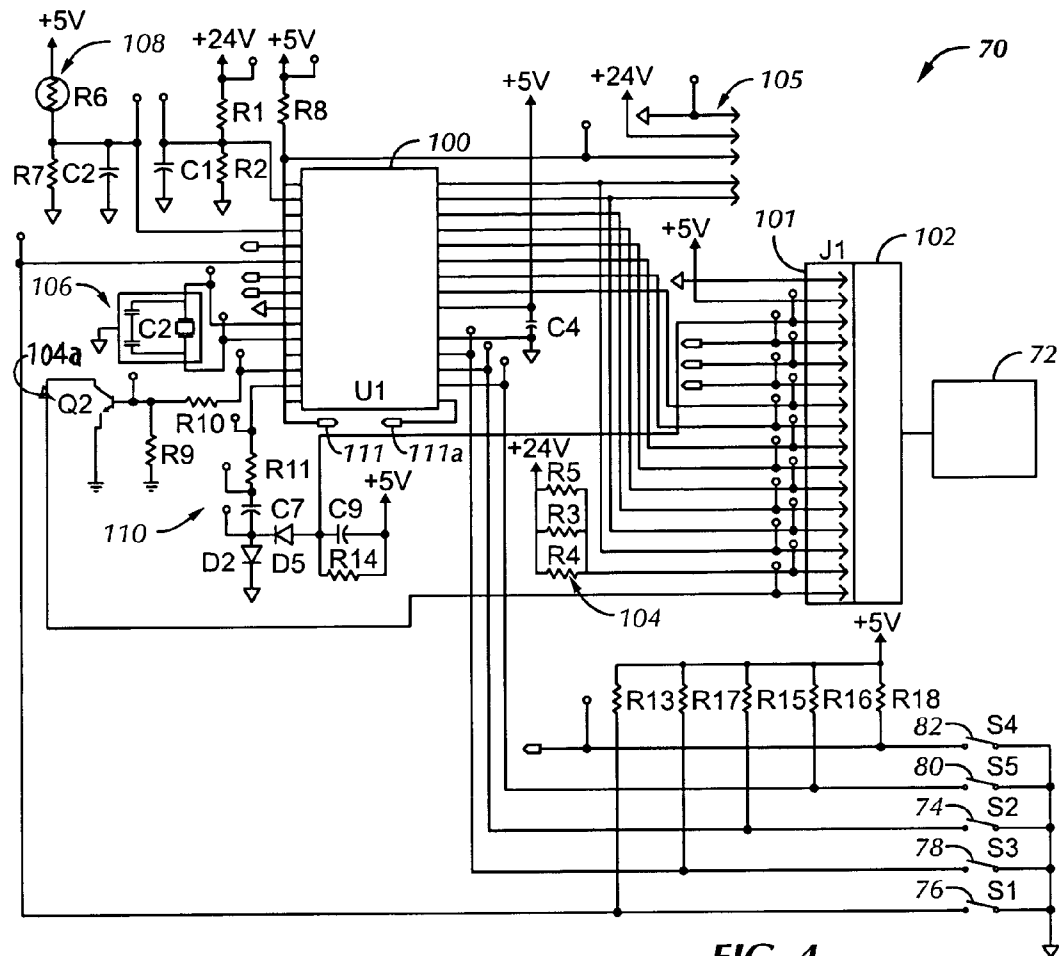 +5V
108
+24V
+5V
70
R6
+5V
+24V
105
R1
R8
100
R7
C2
C1
R2
+5V
101
J1
102
106
C2
C4
104a
Q2
U1
72
R10
R9
111
111a
R11
+24V
+5V
R5
C7
C9
R3
110
D2
D5
R14
R4
104
+5V
R13
R17
R15
R16
R18
82
S4
80
S5
74
S2
78
S3
76
S1
FIG. 4